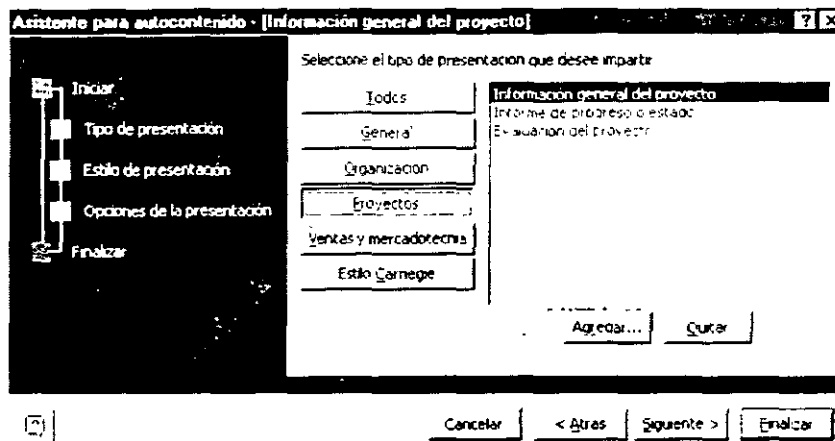 Asistente para autocontenido - [Información general del proyecto]
Seleccione el tipo de presentación que desee impartir
Iniciar
Tipo de presentación
Estilo de presentación
Opciones de la presentación
Finalizar
Todos
General
Organización
Proyectos
Ventas y mercadotecnia
Estilo Carnegie
Información general del proyecto
Informe de progreso o estado
Evaluación del proyecto
Agregar...
Quitar
Cancelar
< Atrás
Siguiente >
Finalizar